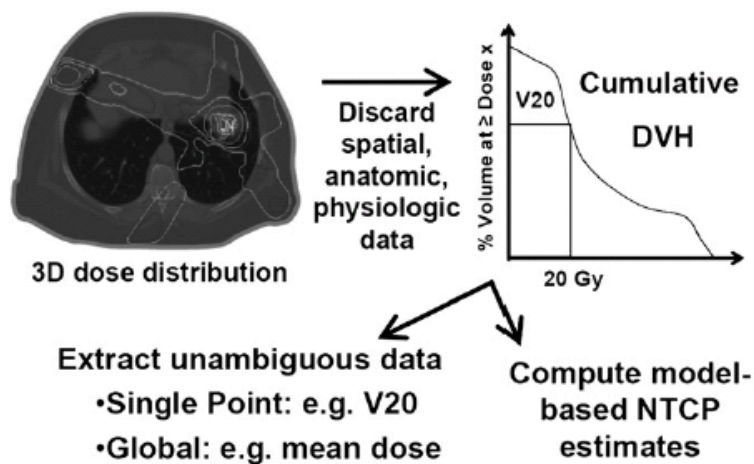 3D dose distribution
Discard
spatial,
anatomic,
physiologic
data
% Volume at ≥ Dose x
V20
Cumulative
DVH
20 Gy
Extract unambiguous data
•Single Point: e.g. V20
•Global: e.g. mean dose
Compute model-
based NTCP
estimates